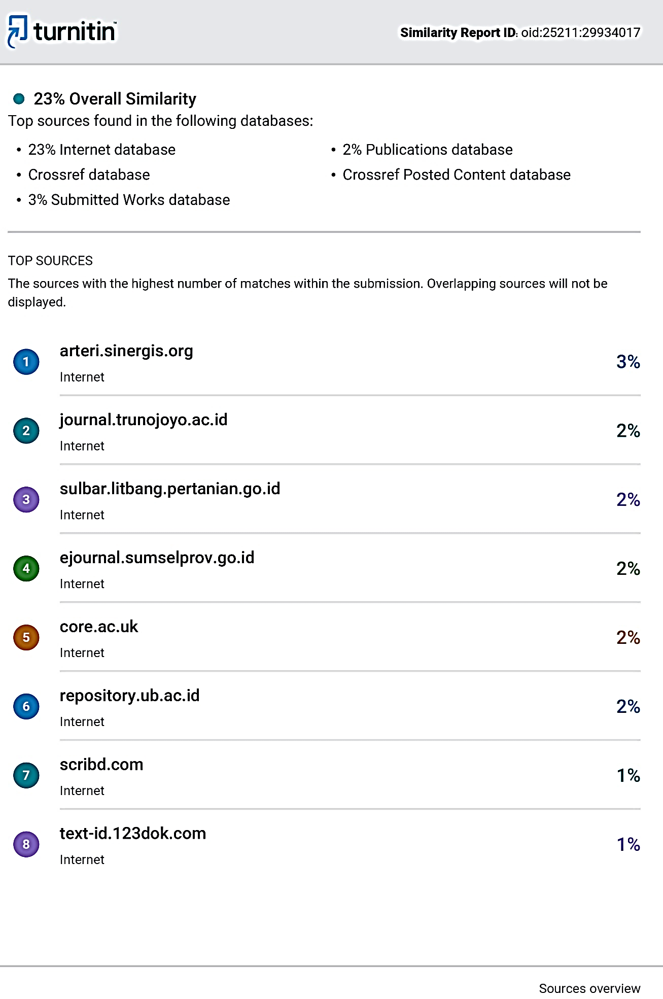 turnitin™
Similarity Report ID: oid:25211:29934017
23% Overall Similarity
Top sources found in the following databases:
• 23% Internet database
• 2% Publications database
• Crossref database
• Crossref Posted Content database
• 3% Submitted Works database
TOP SOURCES
The sources with the highest number of matches within the submission. Overlapping sources will not be
displayed.
1
arteri.sinergis.org
3%
Internet
2
journal.trunojoyo.ac.id
2%
Internet
3
sulbar.litbang.pertanian.go.id
2%
Internet
4
ejournal.sumselprov.go.id
2%
Internet
5
core.ac.uk
2%
Internet
6
repository.ub.ac.id
2%
Internet
7
scribd.com
1%
Internet
8
text-id.123dok.com
1%
Internet
Sources overview